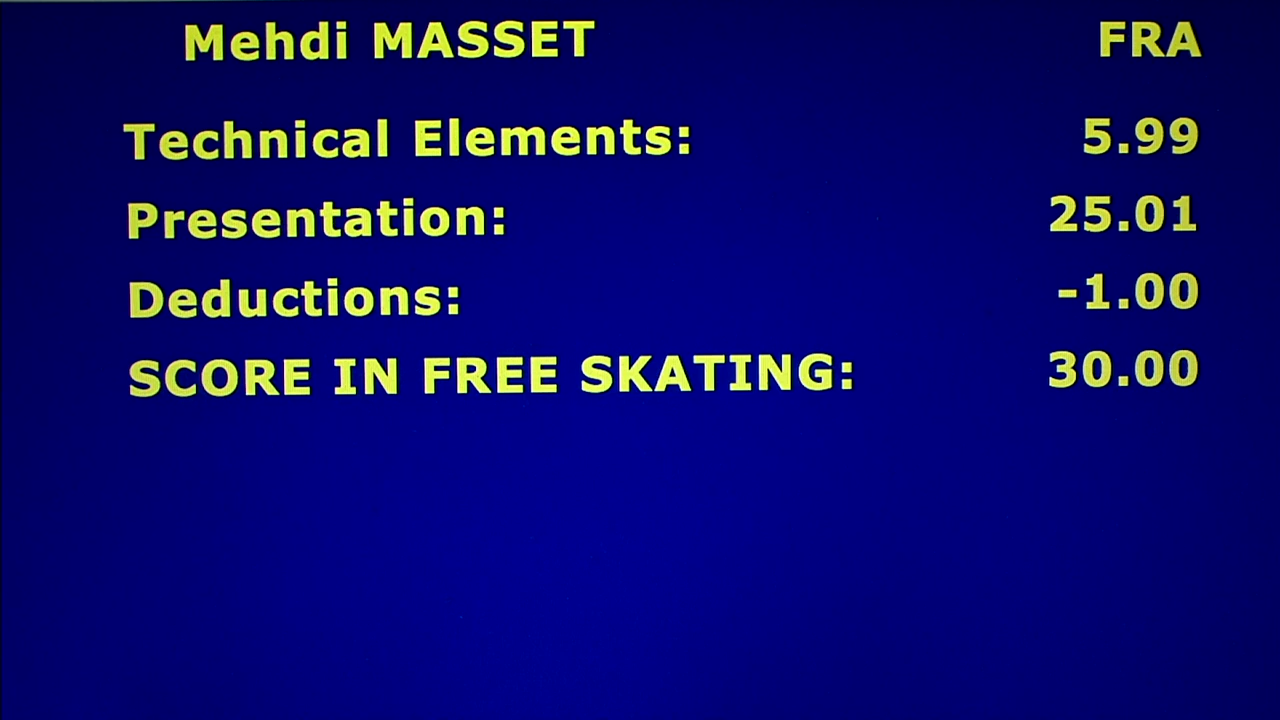 Mehdi MASSET FRA
Technical Elements: 5.99
Presentation: 25.01
Deductions: -1.00
SCORE IN FREE SKATING: 30.00